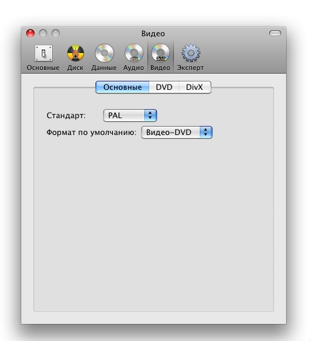 Видео
Основные Диск Данные Аудио Видео Эксперт
Основные DVD DivX
Стандарт: PAL
Формат по умолчанию: Видео-DVD